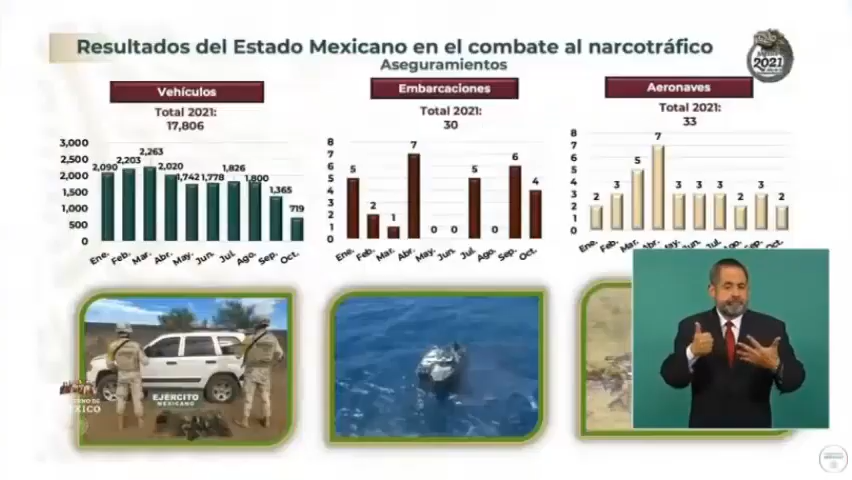 Resultados del Estado Mexicano en el combate al narcotráfico
Aseguramientos
2021
Vehículos
Total 2021:
17,806
3,000
2,500
2,000
1,500
1,000
500
0
2,090
2,203
2,263
2,020
1,742
1,778
1,826
1,800
1,365
719
Ene.
Feb.
Mar.
Abr.
May.
Jun.
Jul.
Ago.
Sep.
Oct.
Embarcaciones
Total 2021:
30
8
7
6
5
4
3
2
1
0
5
2
1
7
0
0
5
0
6
4
Ene.
Feb.
Mar.
Abr.
May.
Jun.
Jul.
Ago.
Sep.
Oct.
Aeronaves
Total 2021:
33
8
7
6
5
4
3
2
1
0
2
3
5
7
3
3
3
2
3
2
Ene.
Feb.
Mar.
Abr.
EJÉRCITO
MEXICANO